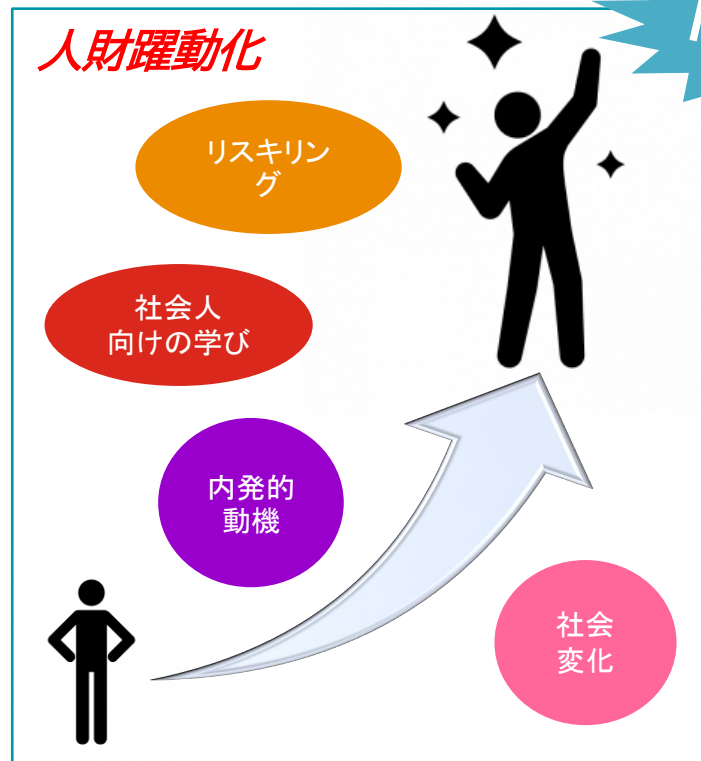 人財躍動化
リスキリン
グ
社会人
向けの学び
内発的
動機
社会
変化